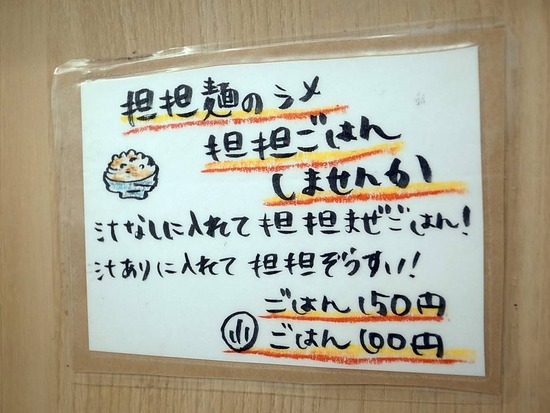 担担麺の〆
担担ごはん
しませんか
汁なしに入れて担担まぜごはん!
汁ありに入れて担担ぞうすい!
ごはん150円
小ごはん100円